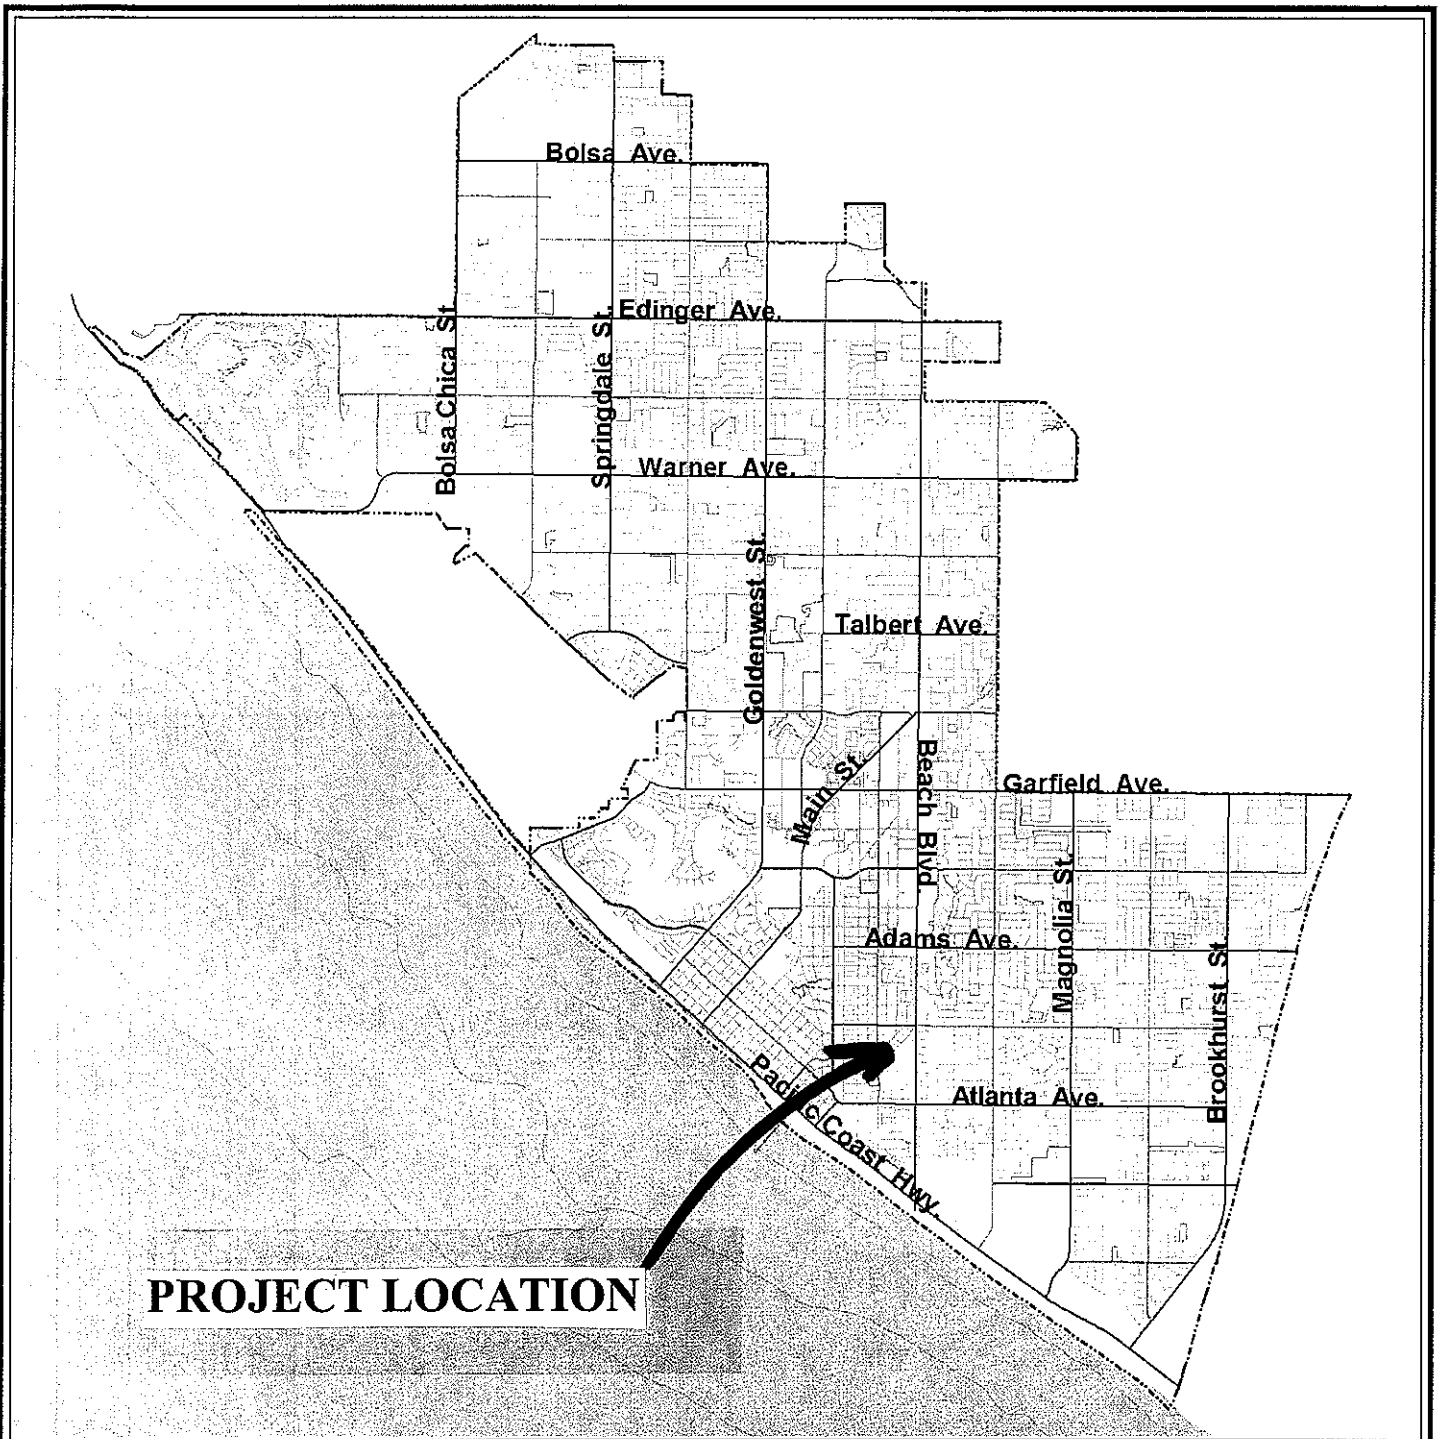 Bolsa Ave.
Edinger Ave.
Bolsa Chica St.
Springdale St.
Warner Ave.
Goldenwest St.
Talbert Ave.
Main St.
Beach Blvd
Garfield Ave.
Magnolia St.
Adams Ave.
Brookhurst St
Pacific Coast Hwy.
Atlanta Ave.
PROJECT LOCATION